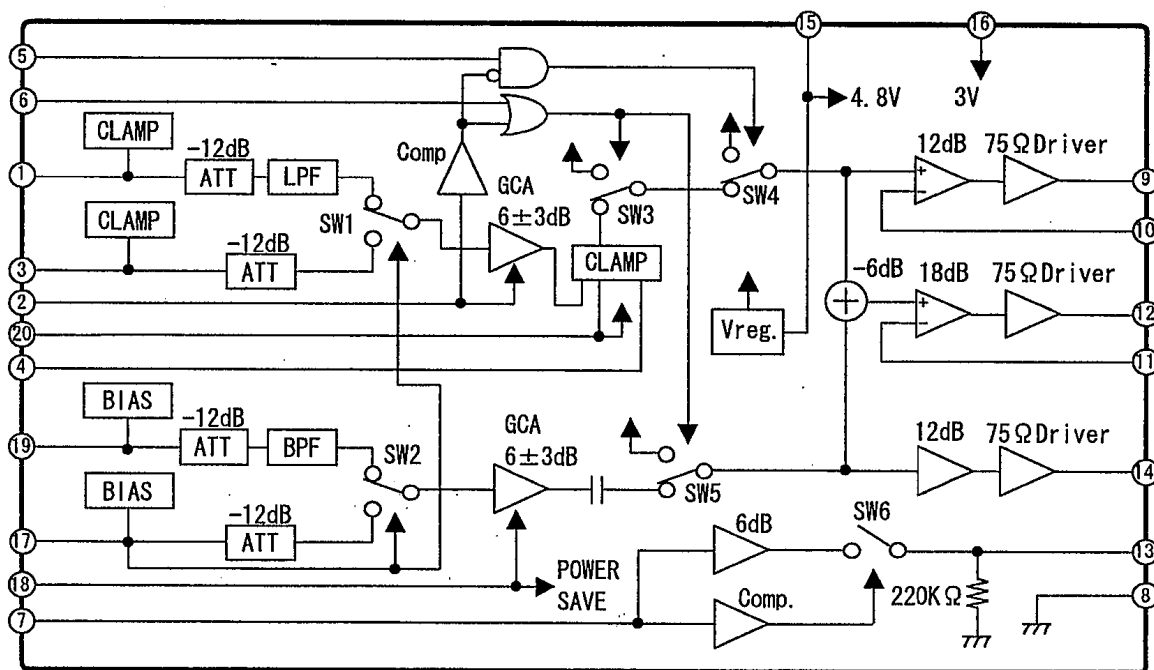 15 16
5
6
4.8V 3V
CLAMP
-12dB
Comp
12dB 75ΩDriver
1 ATT LPF
GCA
SW4
9
SW1
6±3dB
SW3
10
CLAMP
-12dB
CLAMP
-6dB 18dB 75ΩDriver
3 ATT
2
12
20
Vreg.
11
4
BIAS
-12dB
GCA
12dB 75ΩDriver
19 ATT BPF
SW2
6±3dB
14
BIAS
SW5
-12dB
6dB
SW6
17 ATT
13
18
POWER
SAVE
Comp.
220KΩ
8
7